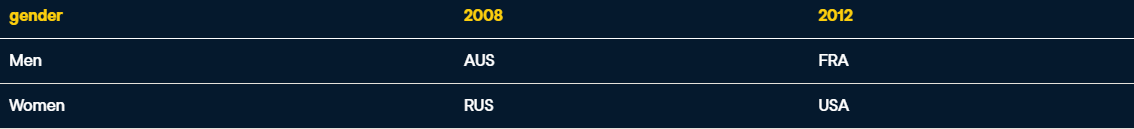 gender 2008 2012
Men AUS FRA
Women RUS USA